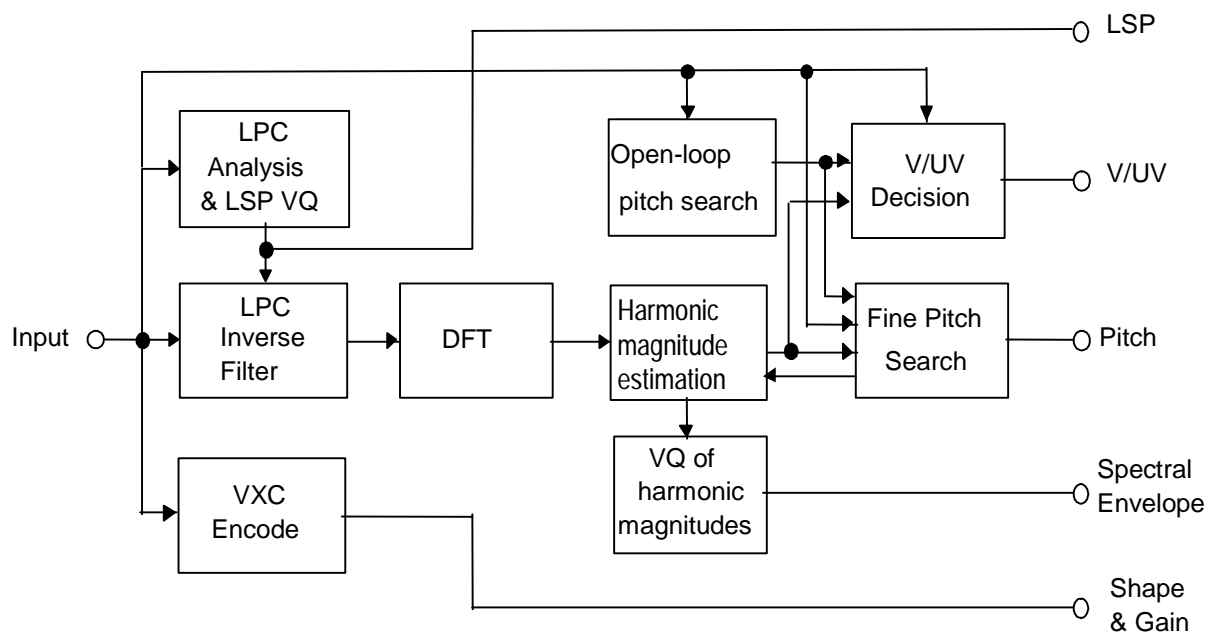 LSP
LPC
Analysis
& LSP VQ
Open-loop
pitch search
V/UV
Decision
V/UV
Input
LPC
Inverse
Filter
DFT
Harmonic
magnitude
estimation
Fine Pitch
Search
Pitch
VQ of
harmonic
magnitudes
Spectral
Envelope
VXC
Encode
Shape
& Gain